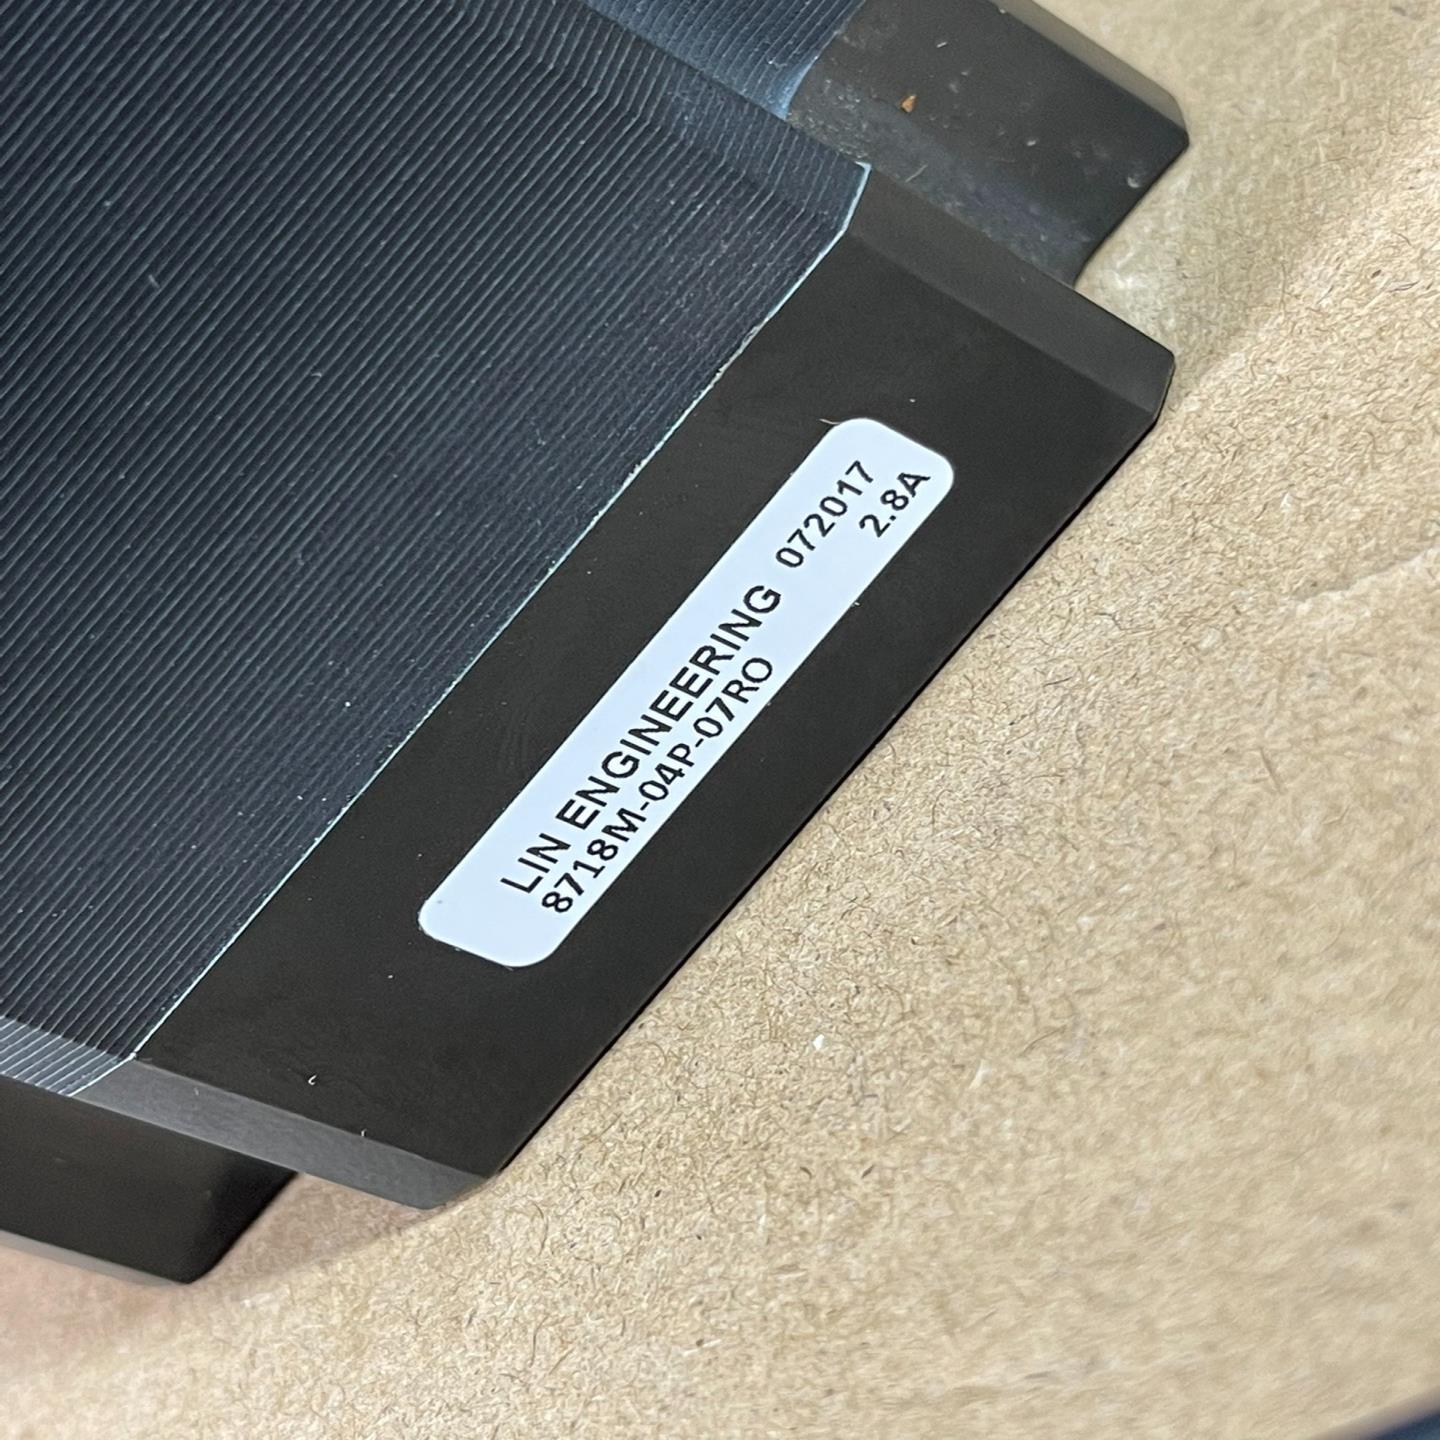 LIN ENGINEERING 072017
8718M-04P-07RO 2.8A